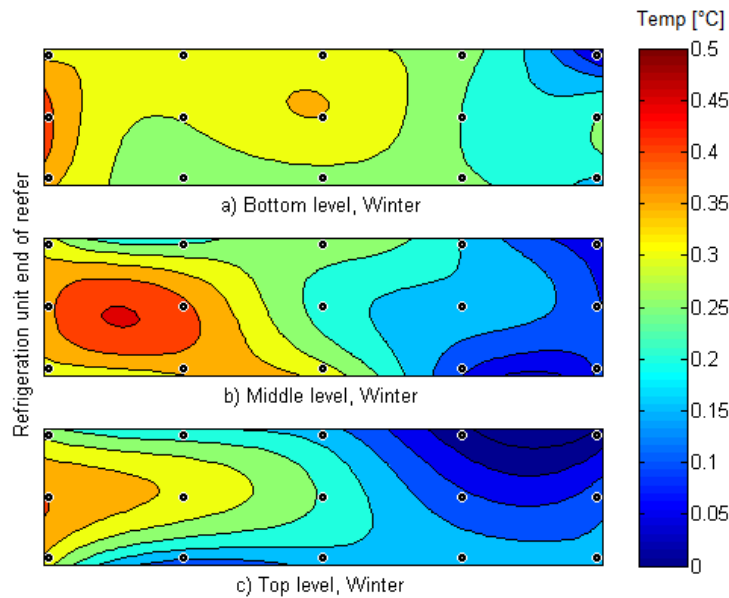 Temp [°C]
0.5
0.45
0.4
0.35
0.3
0.25
0.2
0.15
0.1
0.05
0
Refrigeration unit end of reefer
a) Bottom level, Winter
b) Middle level, Winter
c) Top level, Winter